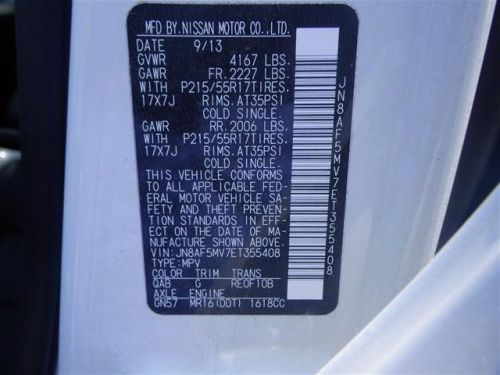 MFD.BY.NISSAN MOTOR CO.,LTD.
DATE 9/13
GVWR 4167 LBS.
GAWR FR.2227 LBS.
WITH P215/55R17TIRES.
17X7J RIMS.AT35PSI
COLD SINGLE.
GAWR RR.2006 LBS.
WITH P215/55R17TIRES.
17X7J RIMS.AT35PSI
COLD SINGLE.
THIS VEHICLE CONFORMS
TO ALL APPLICABLE FED-
ERAL MOTOR VEHICLE SA-
FETY AND THEFT PREVEN-
TION STANDARDS IN EFF-
ECT ON THE DATE OF MA-
NUFACTURE SHOWN ABOVE.
VIN:JN8AF5MV7ET355408
TYPE:MPV
COLOR TRIM TRANS
QAB G RE0F10B
AXLE ENGINE
GN57 MR16(DDT) 1618CC
JN8AF5MV7ET355408